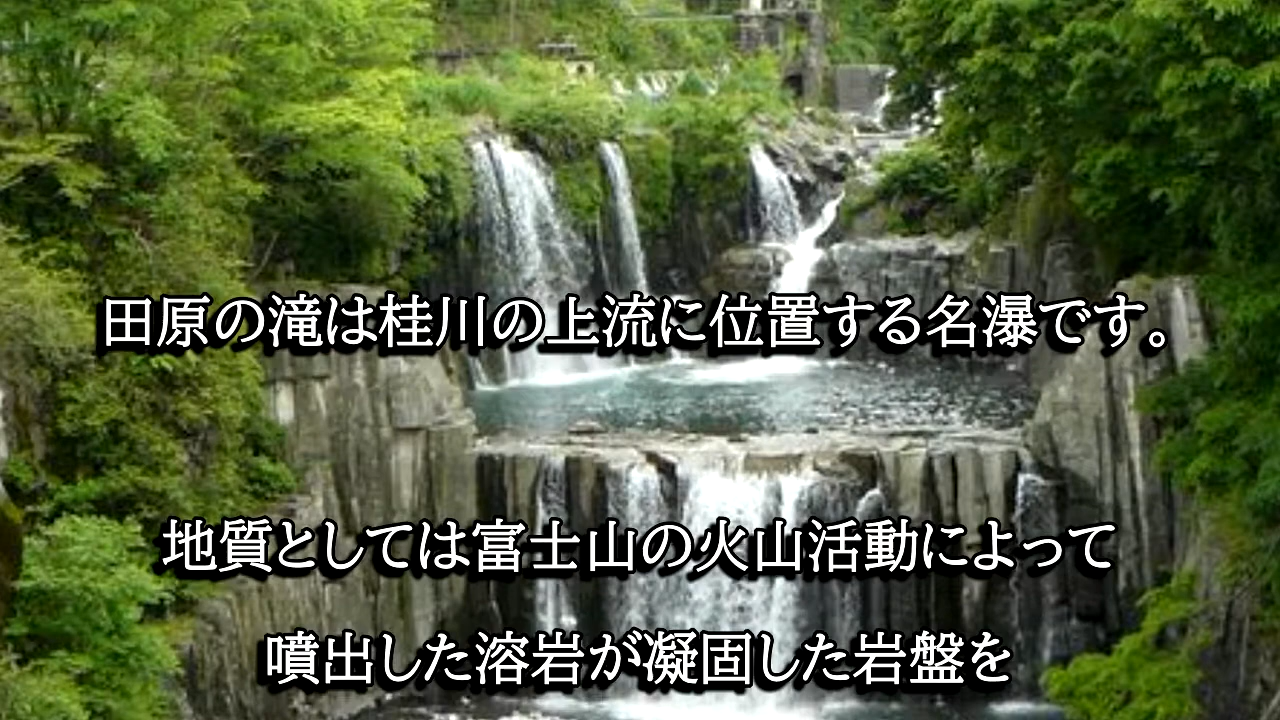 田原の滝は桂川の上流に位置する名瀑です。
地質としては富士山の火山活動によって
噴出した溶岩が凝固した岩盤を